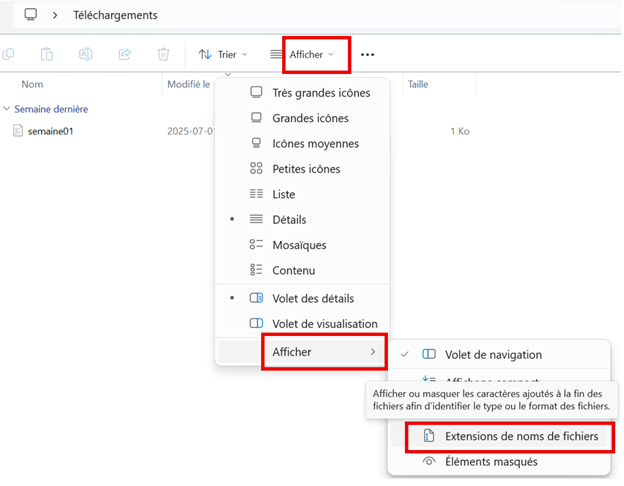 Téléchargements
Trier
Afficher
Nom
Modifié le
Taille
Semaine dernière
semaine01
2025-07-01
1 Ko
Très grandes icônes
Grandes icônes
Icônes moyennes
Petites icônes
Liste
Détails
Mosaïques
Contenu
Volet des détails
Volet de visualisation
Afficher
Volet de navigation
Affichage compact
Afficher ou masquer les caractères ajoutés à la fin des
fichiers afin d'identifier le type ou le format des fichiers.
Extensions de noms de fichiers
Éléments masqués